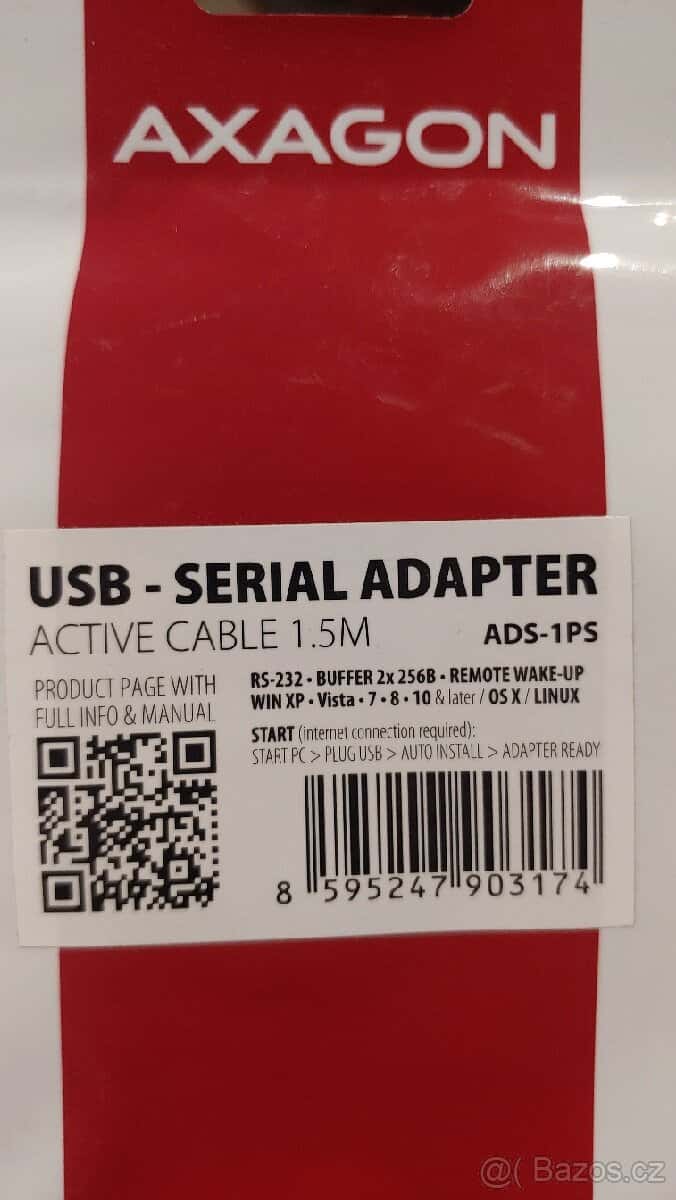 AXAGON
USB - SERIAL ADAPTER
ACTIVE CABLE 1.5M
ADS-1PS
PRODUCT PAGE WITH
FULL INFO & MANUAL
RS-232 • BUFFER 2x 256B • REMOTE WAKE-UP
WIN XP • Vista • 7 • 8 • 10 & later / OS X / LINUX
START (internet connection required):
START PC > PLUG USB > AUTO INSTALL > ADAPTER READY
8 595247 903174
@( Bazos.cz